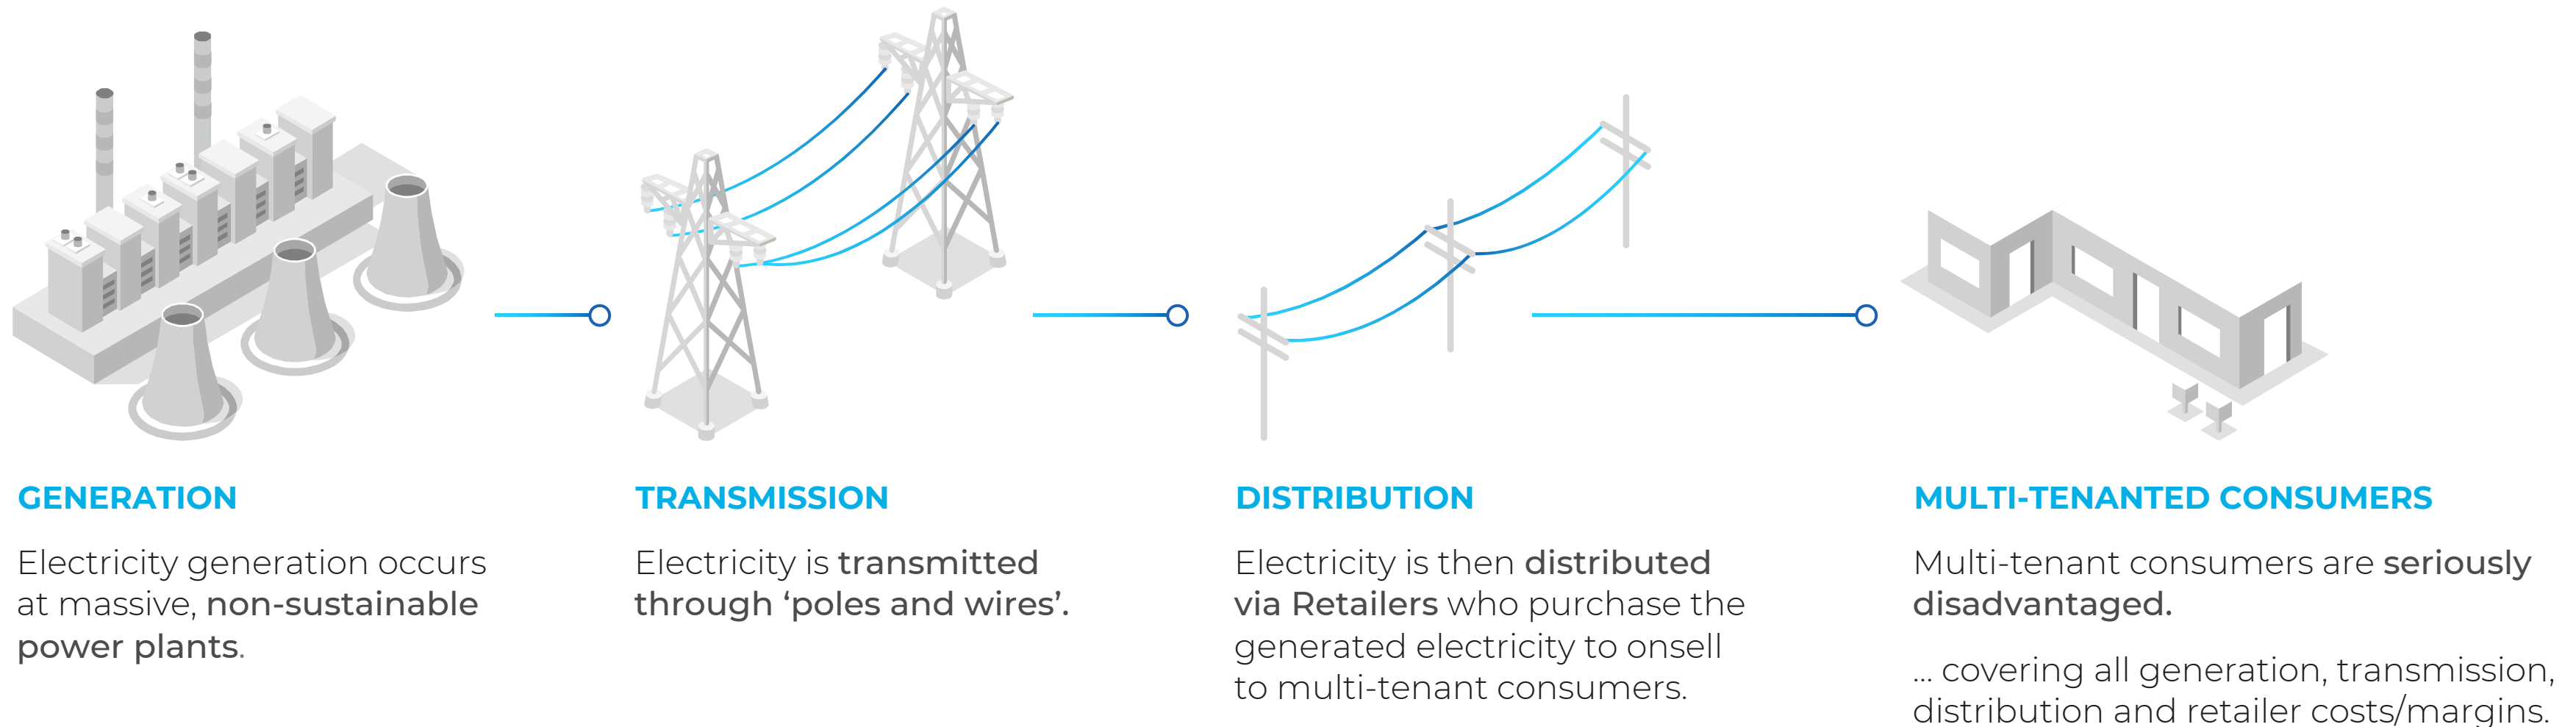 GENERATION
Electricity generation occurs
at massive, non-sustainable
power plants.
TRANSMISSION
Electricity is transmitted
through ‘poles and wires’.
DISTRIBUTION
Electricity is then distributed
via Retailers who purchase the
generated electricity to onsell
to multi-tenant consumers.
MULTI-TENANTED CONSUMERS
Multi-tenant consumers are seriously
disadvantaged.
... covering all generation, transmission,
distribution and retailer costs/margins.